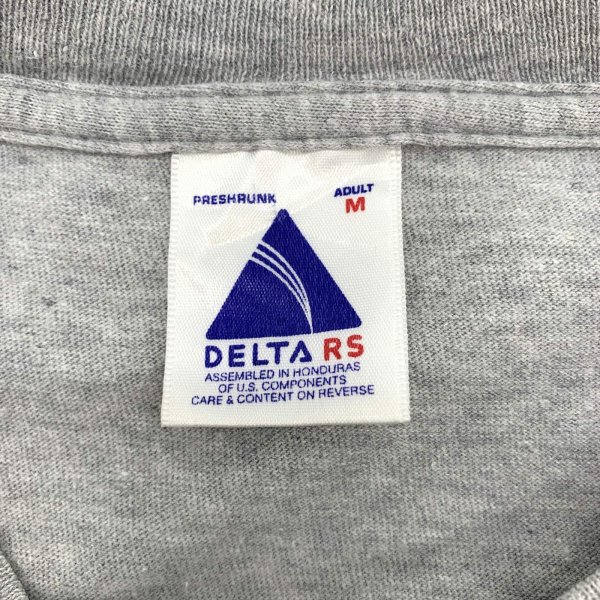 PRESHRUNK
ADULT
M
DELTA RS
ASSEMBLED IN HONDURAS
OF U.S. COMPONENTS
CARE & CONTENT ON REVERSE